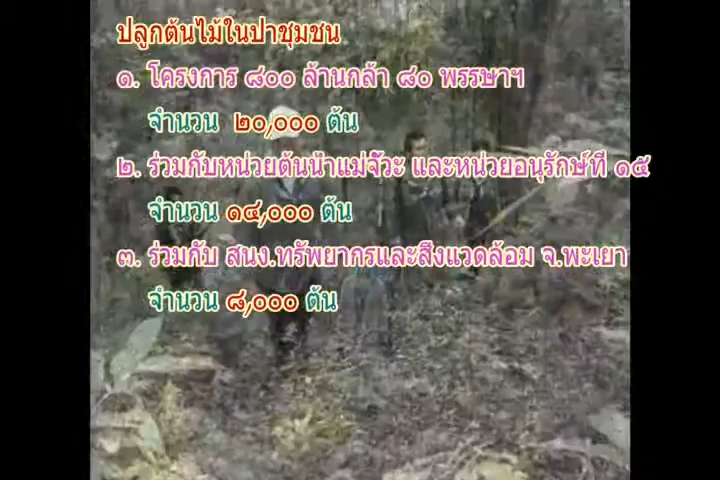 ปลูกต้นไม้ในป่าชุมชน
๑. โครงการ ๘๐๐ ล้านกล้า ๘๐ พรรษาฯ
จำนวน ๒๐,๐๐๐ ต้น
๒. ร่วมกับหน่วยต้นน้ำแม่จั๊วะ และหน่วยอนุรักษ์ที่ ๑๕
จำนวน ๑๔,๐๐๐ ต้น
๓. ร่วมกับ สนง.ทรัพยากรและสิ่งแวดล้อม จ.พะเยา
จำนวน ๘,๐๐๐ ต้น